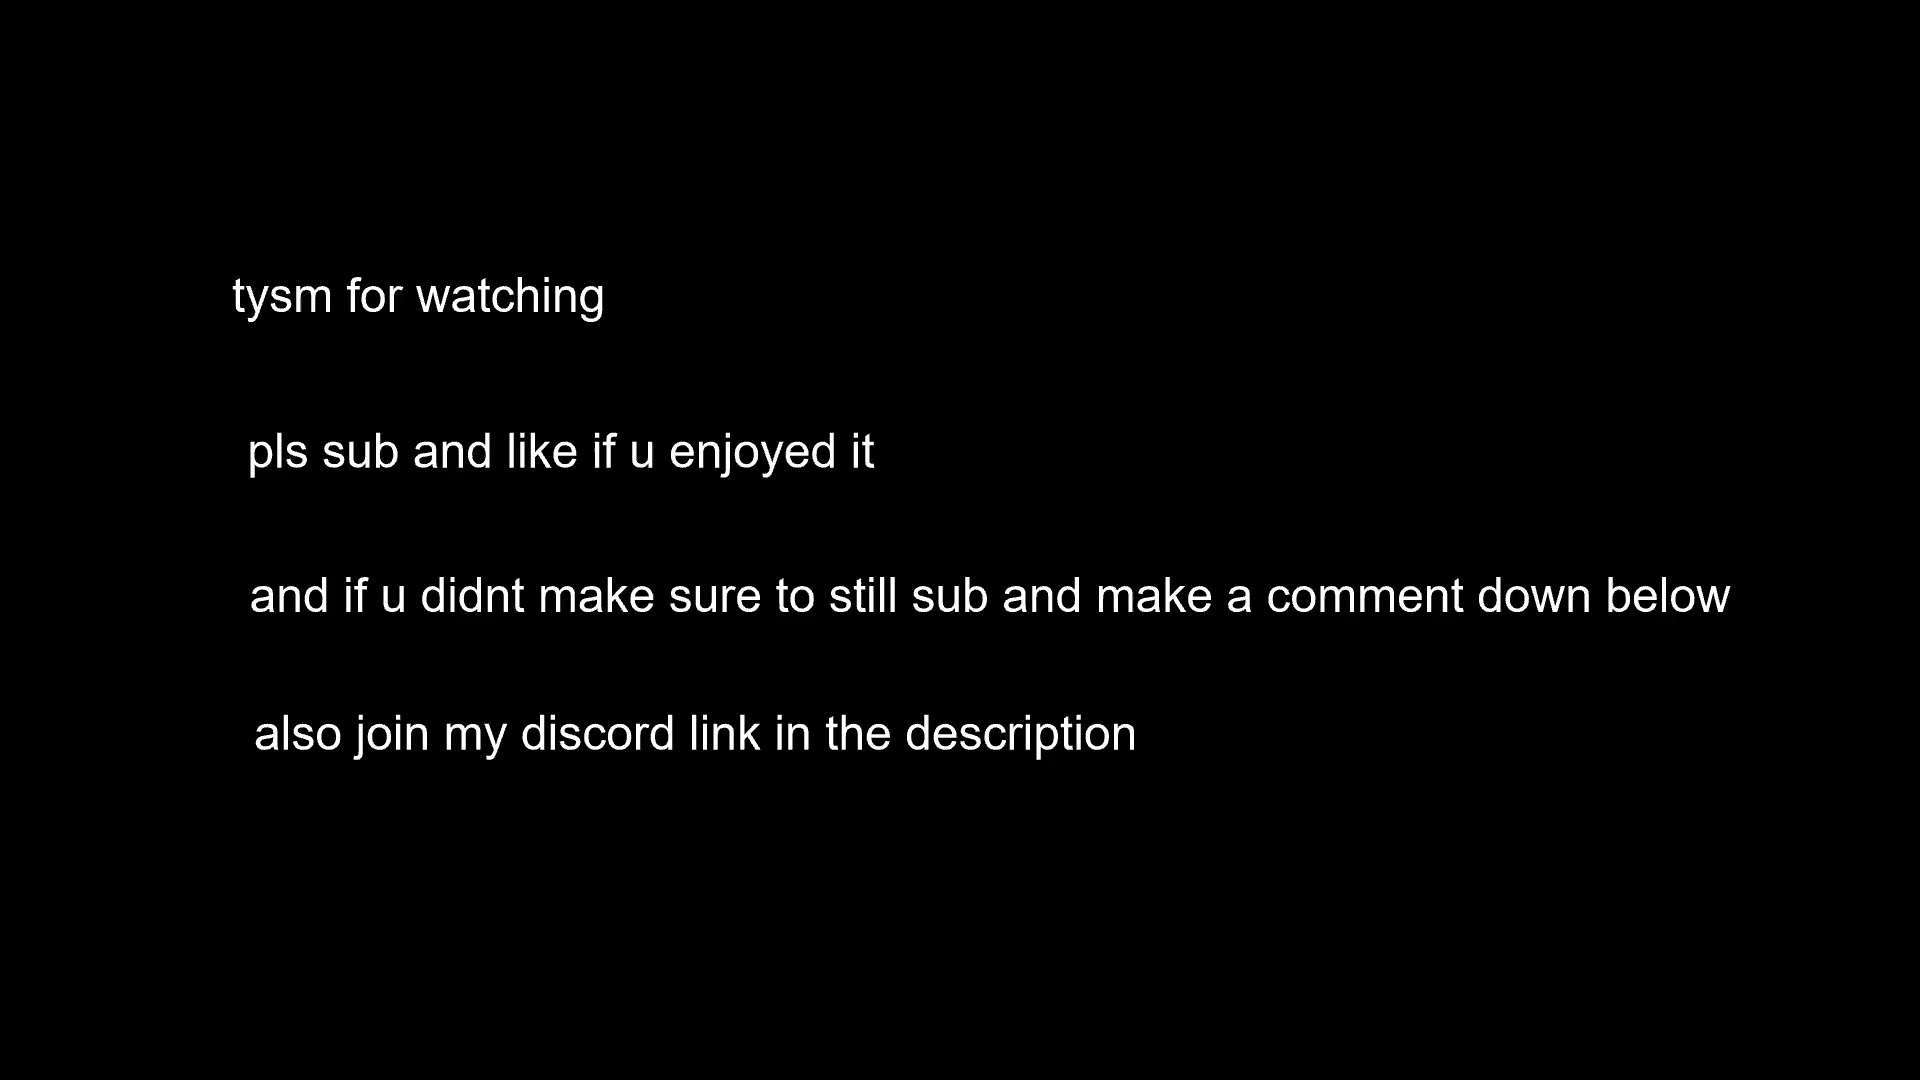 tysm for watching
pls sub and like if u enjoyed it
and if u didnt make sure to still sub and make a comment down below
also join my discord link in the description